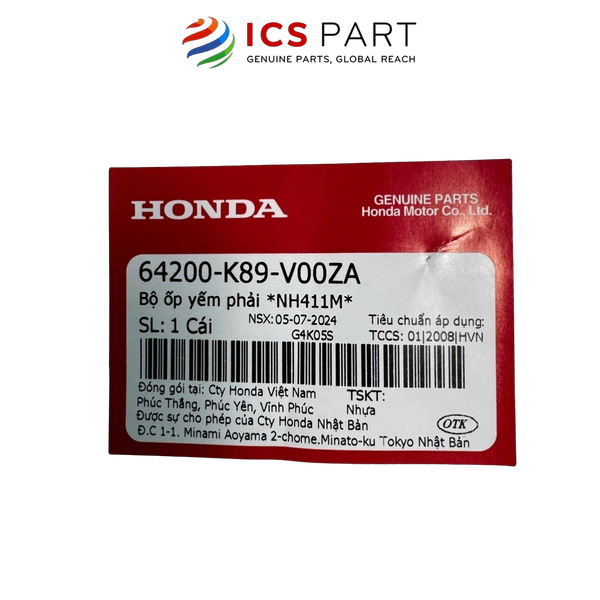 ICS PART
GENUINE PARTS, GLOBAL REACH
HONDA
GENUINE PARTS
Honda Motor Co., Ltd.
64200-K89-V00ZA
Bộ ốp yếm phải *NH411M*
SL: 1 Cái
NSX: 05-07-2024
G4K05S
Tiêu chuẩn áp dụng:
TCCS: 01|2008|HVN
Đóng gói tại: Cty Honda Việt Nam
Phúc Thắng, Phúc Yên, Vĩnh Phúc
Được sự cho phép của Cty Honda Nhật Bản
Đ.C 1-1. Minami Aoyama 2-chome.Minato-ku Tokyo Nhật Bản
TSKT:
Nhựa
OTK